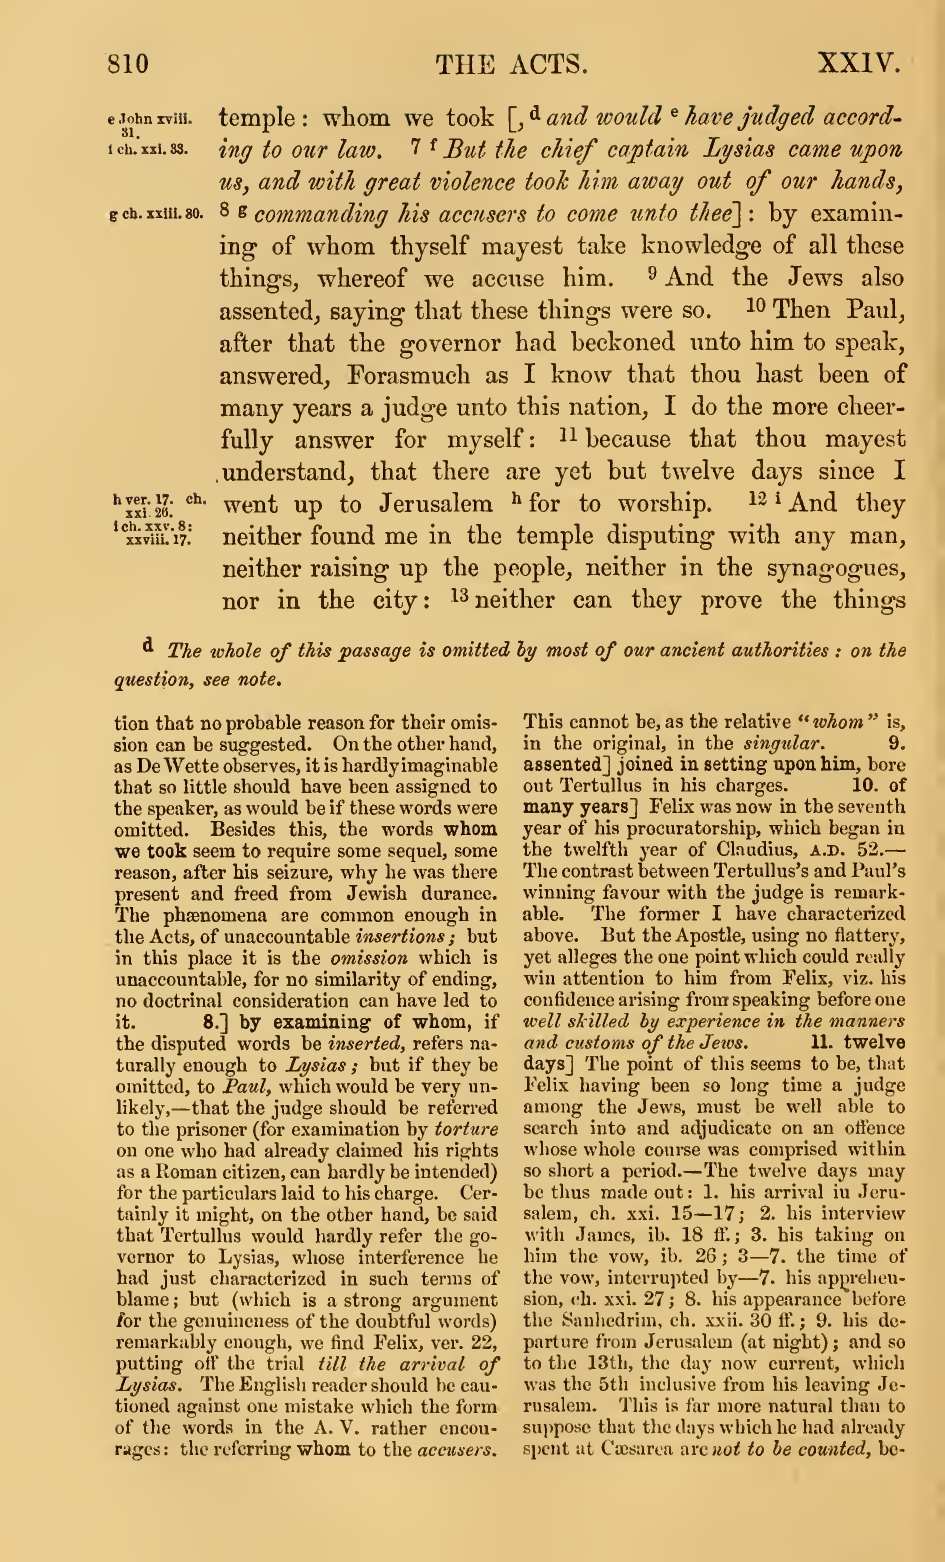 810 THE ACTS. XXIV.
e John xviii.
31.
f ch. xxi. 33.
g ch. xxiii. 30.
h ver. 17. ch.
xxi. 26.
i ch. xxv. 8:
xxviii. 17.
temple : whom we took [, d and would e have judged accord-
ing to our law. 7 f But the chief captain Lysias came upon
us, and with great violence took him away out of our hands,
8 g commanding his accusers to come unto thee] : by examin-
ing of whom thyself mayest take knowledge of all these
things, whereof we accuse him. 9 And the Jews also
assented, saying that these things were so. 10 Then Paul,
after that the governor had beckoned unto him to speak,
answered, Forasmuch as I know that thou hast been of
many years a judge unto this nation, I do the more cheer-
fully answer for myself : 11 because that thou mayest
understand, that there are yet but twelve days since I
went up to Jerusalem h for to worship. 12 i And they
neither found me in the temple disputing with any man,
neither raising up the people, neither in the synagogues,
nor in the city : 13 neither can they prove the things
d The whole of this passage is omitted by most of our ancient authorities : on the
question, see note.
tion that no probable reason for their omis-
sion can be suggested. On the other hand,
as De Wette observes, it is hardly imaginable
that so little should have been assigned to
the speaker, as would be if these words were
omitted. Besides this, the words whom
we took seem to require some sequel, some
reason, after his seizure, why he was there
present and freed from Jewish durance.
The phænomena are common enough in
the Acts, of unaccountable insertions ; but
in this place it is the omission which is
unaccountable, for no similarity of ending,
no doctrinal consideration can have led to
it. 8.] by examining of whom, if
the disputed words be inserted, refers na-
turally enough to Lysias ; but if they be
omitted, to Paul, which would be very un-
likely,—that the judge should be referred
to the prisoner (for examination by torture
on one who had already claimed his rights
as a Roman citizen, can hardly be intended)
for the particulars laid to his charge. Cer-
tainly it might, on the other hand, be said
that Tertullus would hardly refer the go-
vernor to Lysias, whose interference he
had just characterized in such terms of
blame ; but (which is a strong argument
for the genuineness of the doubtful words)
remarkably enough, we find Felix, ver. 22,
putting off the trial till the arrival of
Lysias. The English reader should be cau-
tioned against one mistake which the form
of the words in the A. V. rather encou-
rages : the referring whom to the accusers.
This cannot be, as the relative "whom" is,
in the original, in the singular. 9.
assented] joined in setting upon him, bore
out Tertullus in his charges. 10. of
many years] Felix was now in the seventh
year of his procuratorship, which began in
the twelfth year of Claudius, A.D. 52.—
The contrast between Tertullus's and Paul's
winning favour with the judge is remark-
able. The former I have characterized
above. But the Apostle, using no flattery,
yet alleges the one point which could really
win attention to him from Felix, viz. his
confidence arising from speaking before one
well skilled by experience in the manners
and customs of the Jews. 11. twelve
days] The point of this seems to be, that
Felix having been so long time a judge
among the Jews, must be well able to
search into and adjudicate on an offence
whose whole course was comprised within
so short a period.—The twelve days may
be thus made out : 1. his arrival in Jeru-
salem, ch. xxi. 15—17 ; 2. his interview
with James, ib. 18 ff. ; 3. his taking on
him the vow, ib. 26 ; 3—7. the time of
the vow, interrupted by—7. his apprehen-
sion, ch. xxi. 27 ; 8. his appearance before
the Sanhedrim, ch. xxii. 30 ff. ; 9. his de-
parture from Jerusalem (at night) ; and so
to the 13th, the day now current, which
was the 5th inclusive from his leaving Je-
rusalem. This is far more natural than to
suppose that the days which he had already
spent at Cæsarea are not to be counted, be-